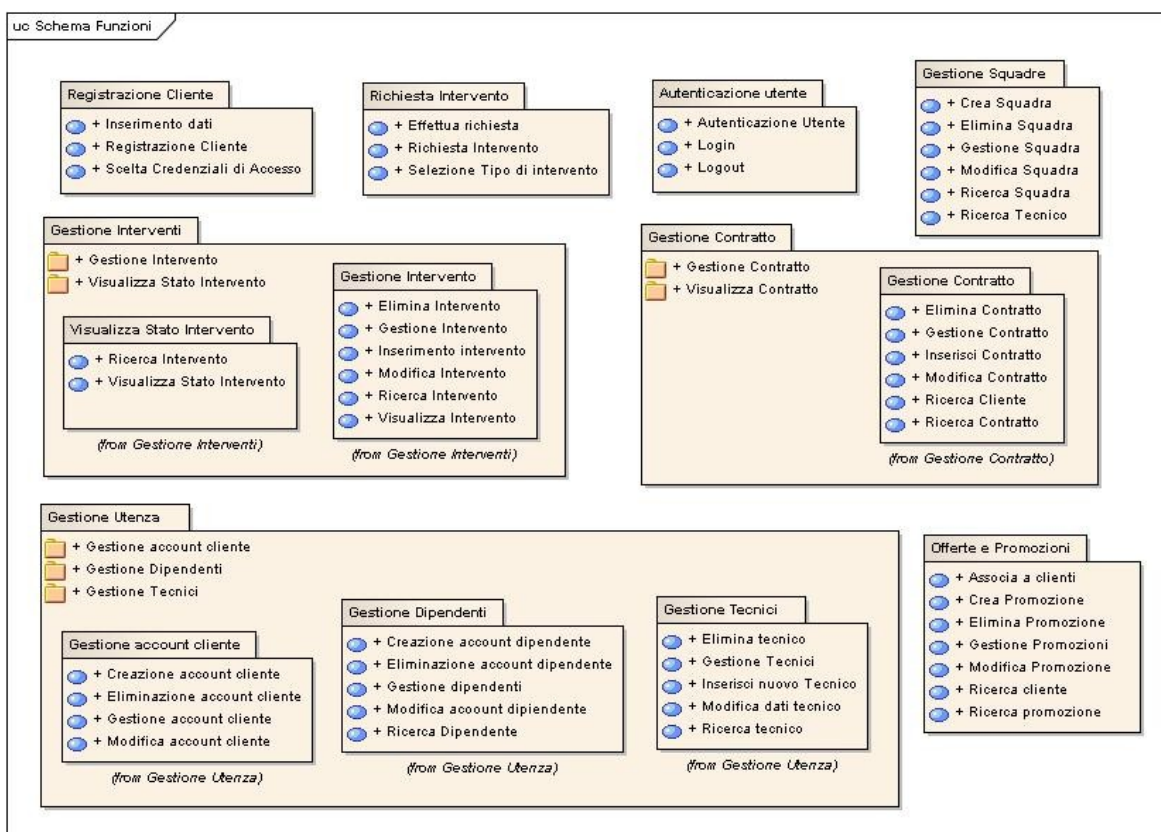 uc Schema Funzioni
Registrazione Cliente
+ Inserimento dati
+ Registrazione Cliente
+ Scelta Credenziali di Accesso
Richiesta Intervento
+ Effettua richiesta
+ Richiesta Intervento
+ Selezione Tipo di intervento
Autenticazione utente
+ Autenticazione Utente
+ Login
+ Logout
Gestione Squadre
+ Crea Squadra
+ Elimina Squadra
+ Gestione Squadra
+ Modifica Squadra
+ Ricerca Squadra
+ Ricerca Tecnico
Gestione Interventi
+ Gestione Intervento
+ Visualizza Stato Intervento
Visualizza Stato Intervento
+ Ricerca Intervento
+ Visualizza Stato Intervento
(from Gestione Interventi)
Gestione Intervento
+ Elimina Intervento
+ Gestione Intervento
+ Inserimento intervento
+ Modifica Intervento
+ Ricerca Intervento
+ Visualizza Intervento
(from Gestione Interventi)
Gestione Contratto
+ Gestione Contratto
+ Visualizza Contratto
Gestione Contratto
+ Elimina Contratto
+ Gestione Contratto
+ Inserisci Contratto
+ Modifica Contratto
+ Ricerca Cliente
+ Ricerca Contratto
(from Gestione Contratto)
Gestione Utenza
+ Gestione account cliente
+ Gestione Dipendenti
+ Gestione Tecnici
Gestione account cliente
+ Creazione account cliente
+ Eliminazione account cliente
+ Gestione account cliente
+ Modifica account cliente
(from Gestione Utenza)
Gestione Dipendenti
+ Creazione account dipendente
+ Eliminazione account dipendente
+ Gestione dipendenti
+ Modifica account dipiendente
+ Ricerca Dipendente
(from Gestione Utenza)
Gestione Tecnici
+ Elimina tecnico
+ Gestione Tecnici
+ Inserisci nuovo Tecnico
+ Modifica dati tecnico
+ Ricerca tecnico
(from Gestione Utenza)
Offerte e Promozioni
+ Associa a clienti
+ Crea Promozione
+ Elimina Promozione
+ Gestione Promozioni
+ Modifica Promozione
+ Ricerca cliente
+ Ricerca promozione